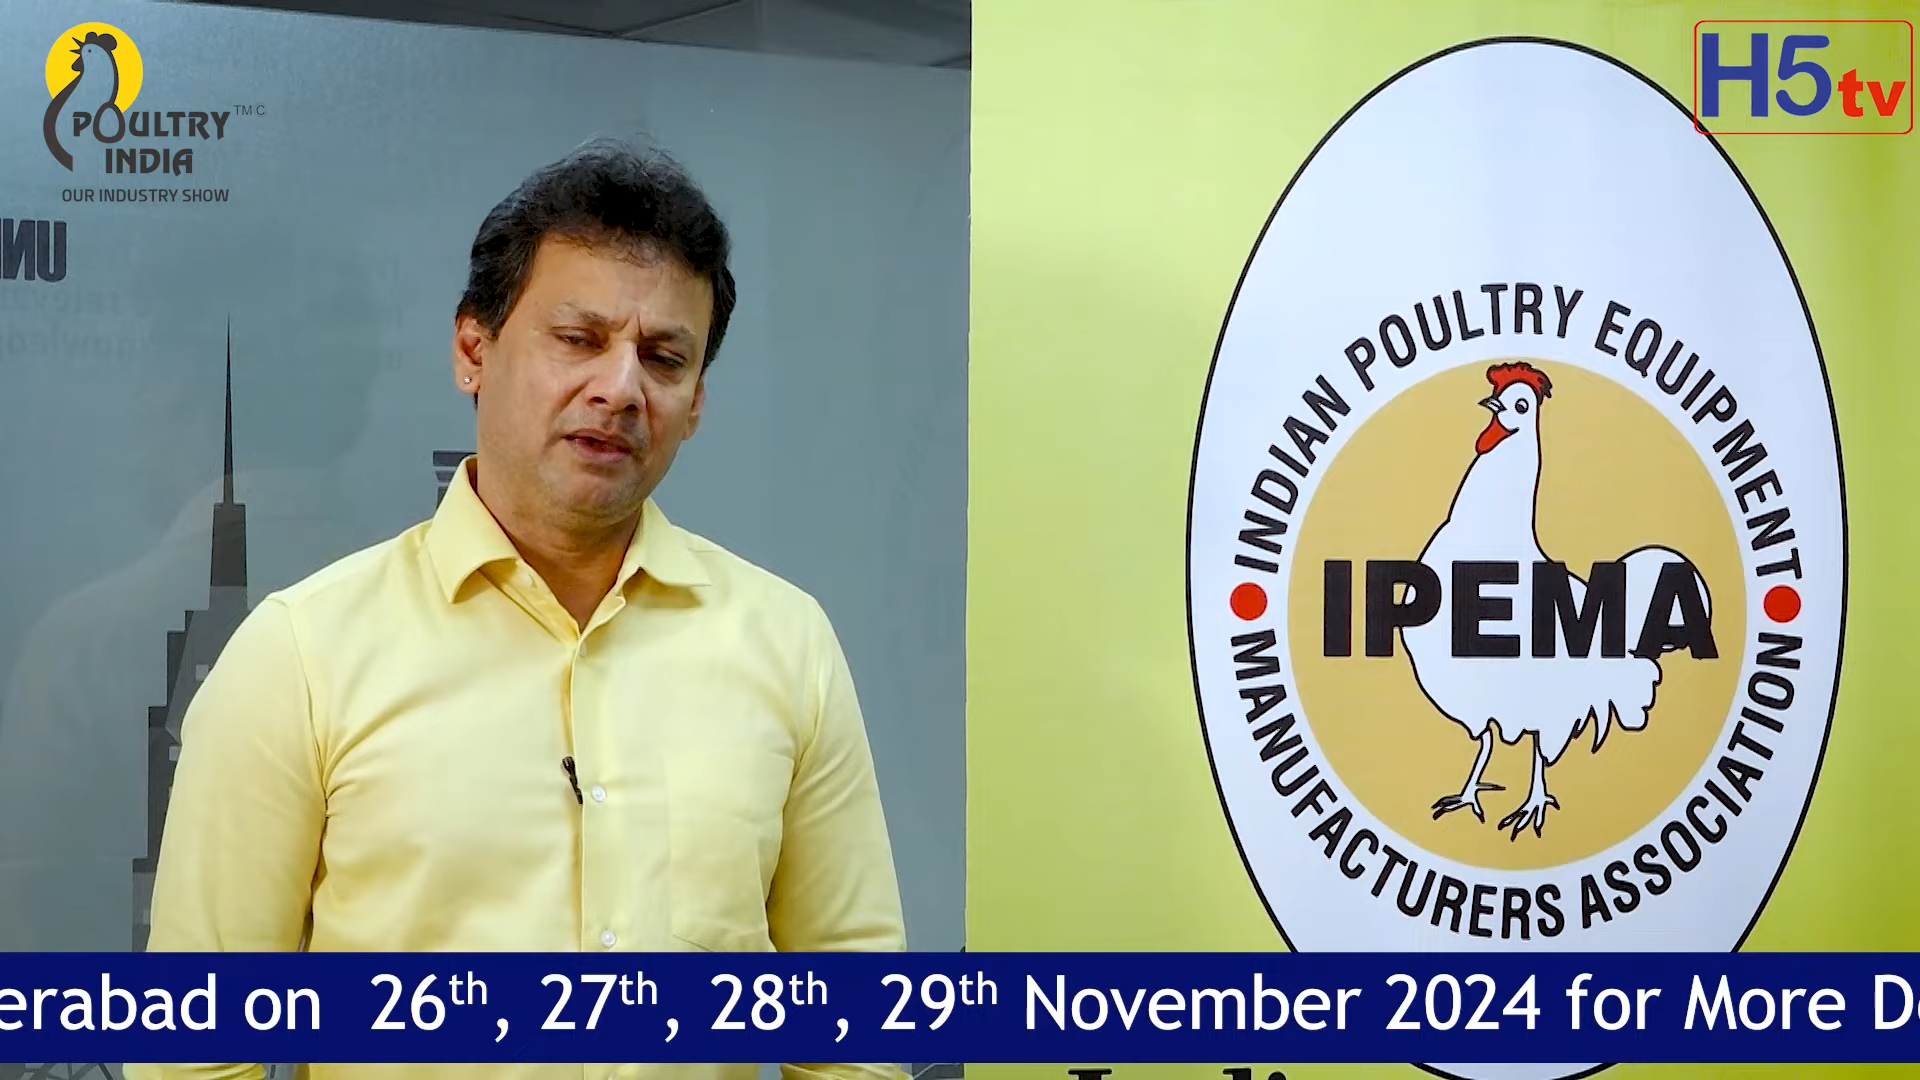 POULTRY TM C
INDIA
OUR INDUSTRY SHOW
H5tv
INDIAN POULTRY EQUIPMENT
IPEMA
MANUFACTURERS ASSOCIATION
erabad on 26th, 27th, 28th, 29th November 2024 for More D